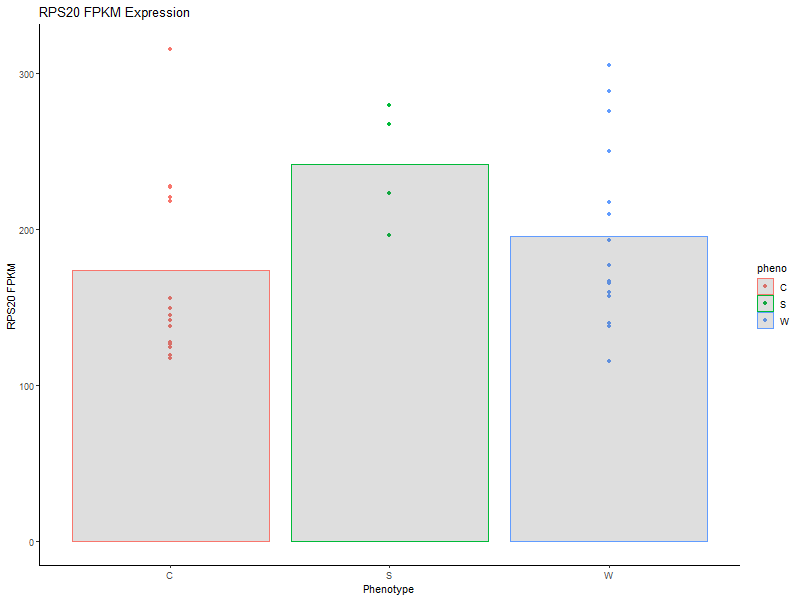 RPS20 FPKM Expression
RPS20 FPKM
300
200
100
0
C
S
W
Phenotype
pheno
C
S
W